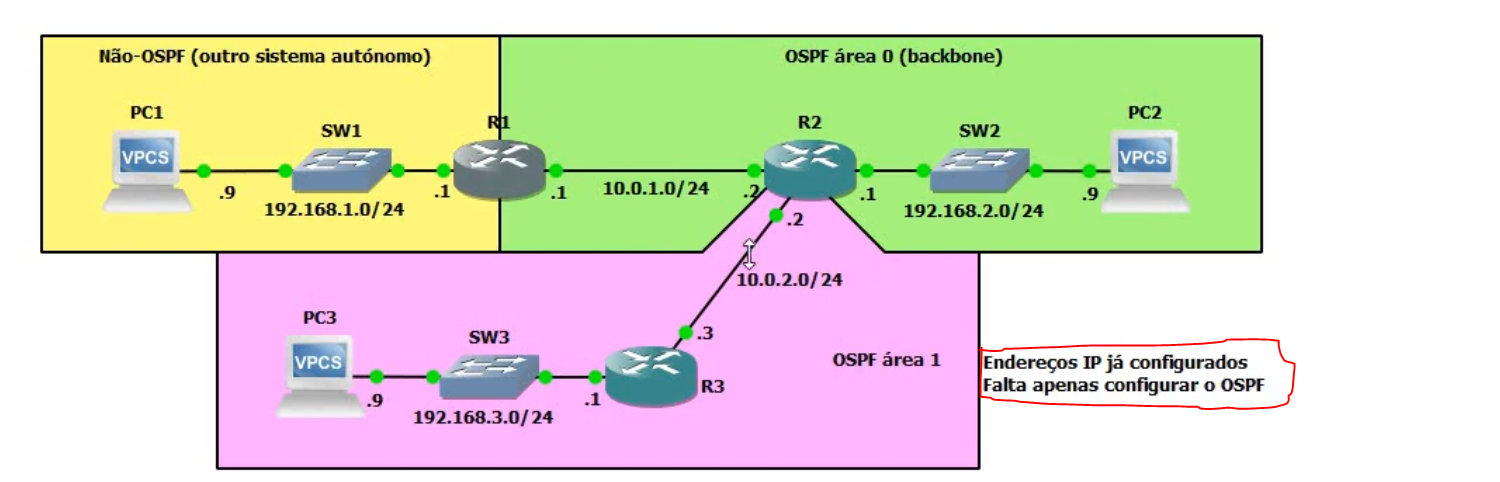 Não-OSPF (outro sistema autónomo)
OSPF área 0 (backbone)
PC1
SW1
R1
R2
SW2
PC2
VPCS
VPCS
.9
192.168.1.0/24
.1
.1
10.0.1.0/24
.2
.1
192.168.2.0/24
.9
.2
10.0.2.0/24
PC3
SW3
.3
VPCS
OSPF área 1
Endereços IP já configurados
Falta apenas configurar o OSPF
R3
.9
192.168.3.0/24
.1